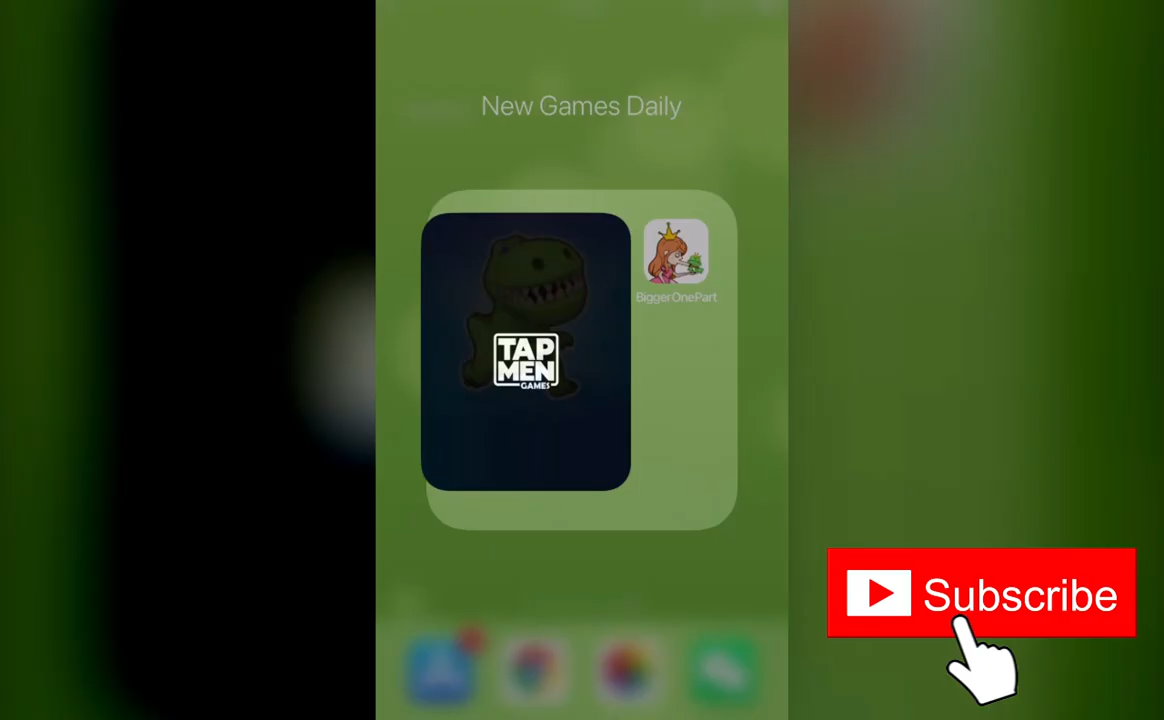 New Games Daily
TAP
MEN
GAMES
BiggerOnePart
Subscribe